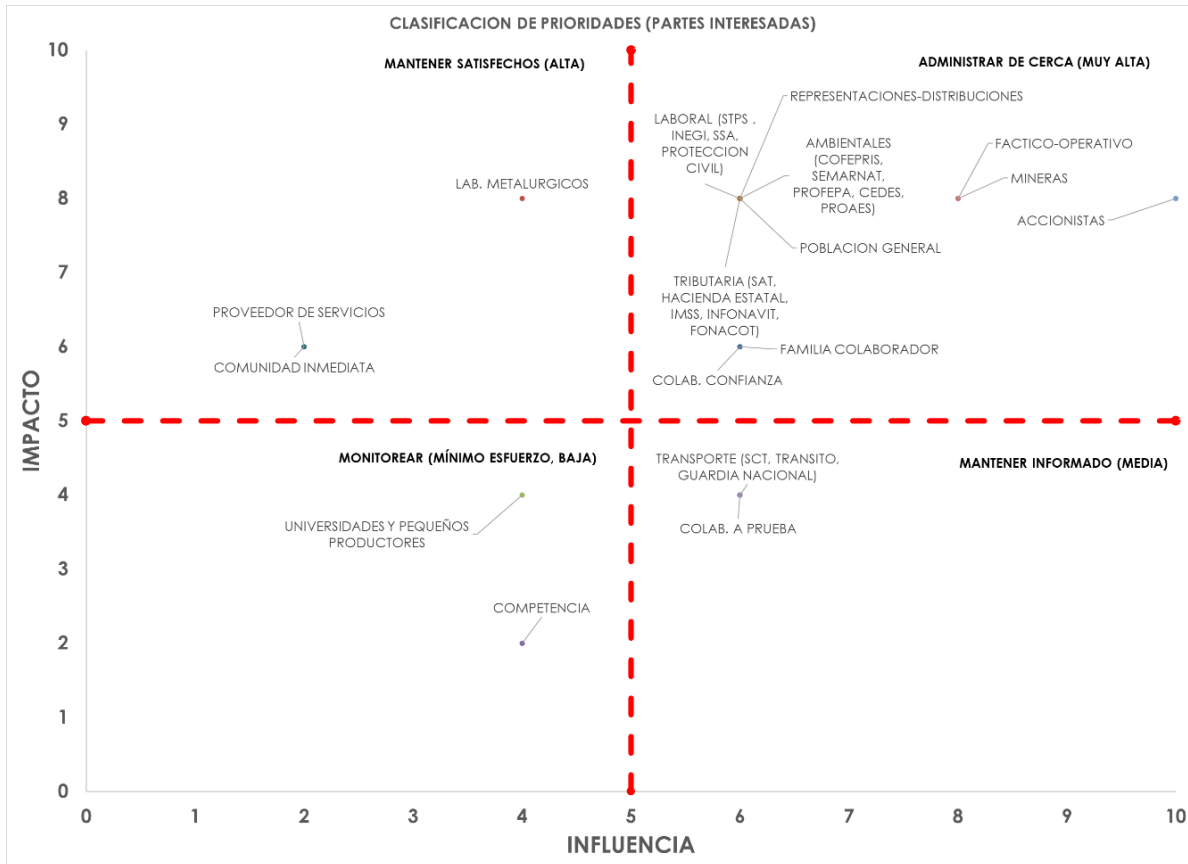 CLASIFICACION DE PRIORIDADES (PARTES INTERESADAS)
MANTENER SATISFECHOS (ALTA)
ADMINISTRAR DE CERCA (MUY ALTA)
REPRESENTACIONES-DISTRIBUCIONES
LABORAL (STPS ,
INEGI, SSA,
PROTECCION
CIVIL)
AMBIENTALES
(COFEPRIS,
SEMARNAT,
PROFEPA, CEDES,
PROAES)
FACTICO-OPERATIVO
MINERAS
ACCIONISTAS
LAB. METALURGICOS
POBLACION GENERAL
TRIBUTARIA (SAT,
HACIENDA ESTATAL,
IMSS, INFONAVIT,
FONACOT)
PROVEEDOR DE SERVICIOS
COMUNIDAD INMEDIATA
FAMILIA COLABORADOR
COLAB. CONFIANZA
MONITOREAR (MÍNIMO ESFUERZO, BAJA)
TRANSPORTE (SCT, TRANSITO,
GUARDIA NACIONAL)
MANTENER INFORMADO (MEDIA)
UNIVERSIDADES Y PEQUEÑOS
PRODUCTORES
COLAB. A PRUEBA
COMPETENCIA
IMPACTO
10
9
8
7
6
5
4
3
2
1
0
0 1 2 3 4 5 6 7 8 9 10
INFLUENCIA